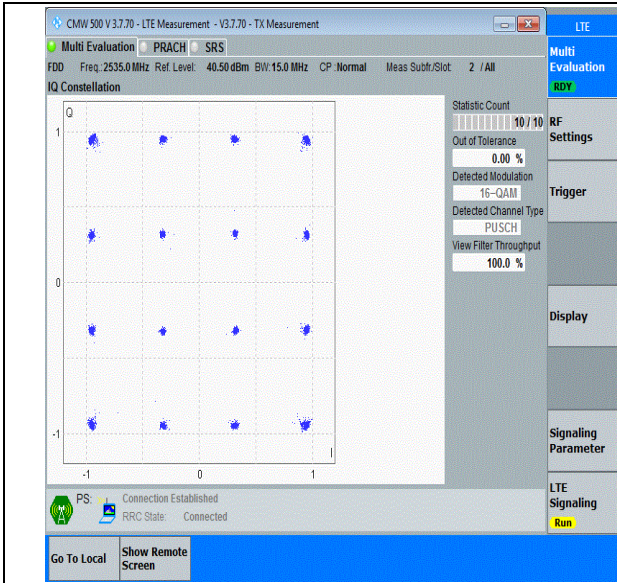 CMW 500 V 3.7.70 - LTE Measurement - V3.7.70 - TX Measurement
LTE
Multi Evaluation PRACH SRS
FDD Freq.:2535.0 MHz Ref. Level: 40.50 dBm BW:15.0 MHz CP :Normal Meas Subfr./Slot: 2 / All
IQ Constellation
Q
1
0
-1
-1 0 1
I
Statistic Count
10 / 10
Out of Tolerance
0.00 %
Detected Modulation
16-QAM
Detected Channel Type
PUSCH
View Filter Throughput
100.0 %
Multi
Evaluation
RDY
RF
Settings
Trigger
Display
Signaling
Parameter
LTE
Signaling
Run
PS: Connection Established
RRC State: Connected
Go To Local
Show Remote
Screen